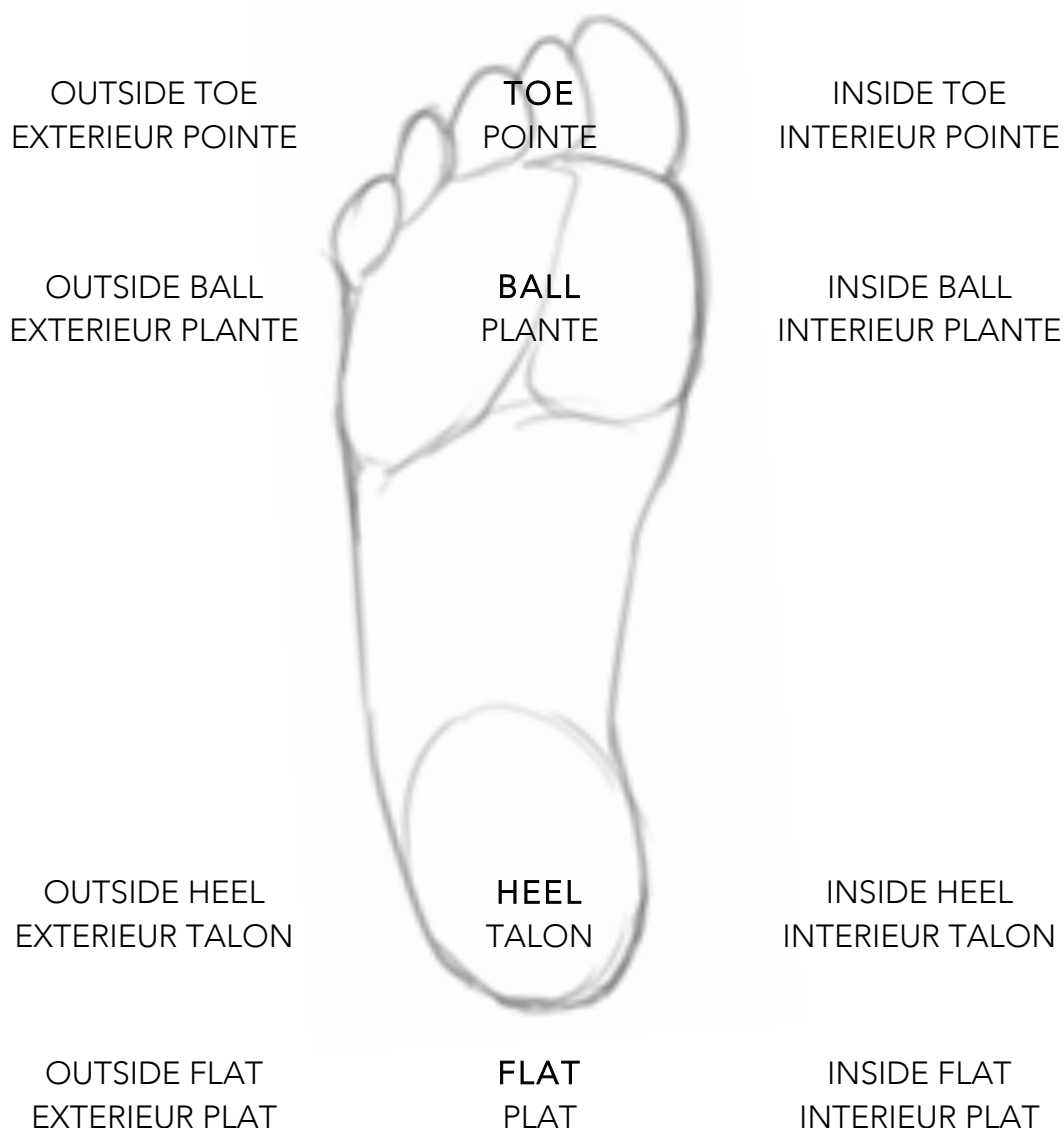 OUTSIDE TOE TOE INSIDE TOE
EXTERIEUR POINTE POINTE INTERIEUR POINTE
OUTSIDE BALL BALL INSIDE BALL
EXTERIEUR PLANTE PLANTE INTERIEUR PLANTE
OUTSIDE HEEL HEEL INSIDE HEEL
EXTERIEUR TALON TALON INTERIEUR TALON
OUTSIDE FLAT FLAT INSIDE FLAT
EXTERIEUR PLAT PLAT INTERIEUR PLAT